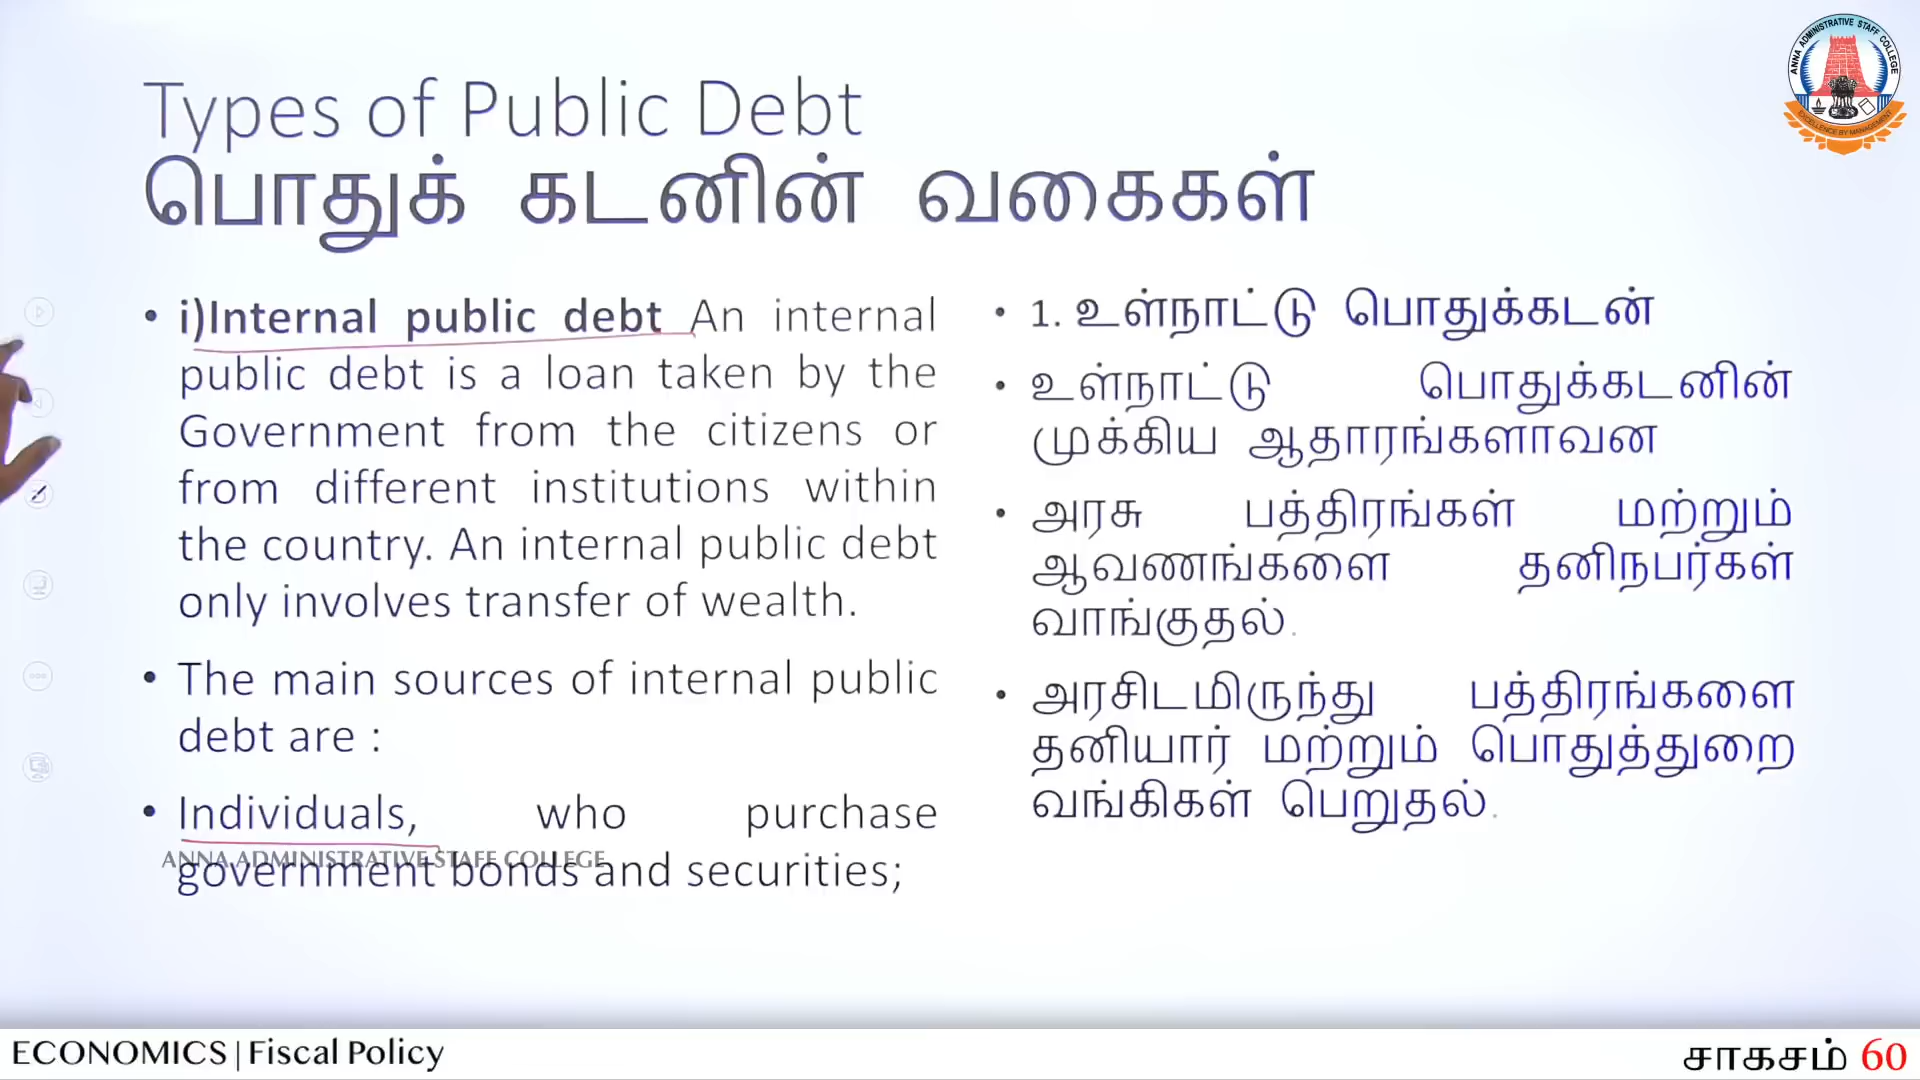 Types of Public Debt
பொதுக் கடனின் வகைகள்
• i)Internal public debt An internal
public debt is a loan taken by the
Government from the citizens or
from different institutions within
the country. An internal public debt
only involves transfer of wealth.
• The main sources of internal public
debt are :
• Individuals, who purchase
government bonds and securities;
• 1. உள்நாட்டு பொதுக்கடன்
• உள்நாட்டு பொதுக்கடனின்
முக்கிய ஆதாரங்களாவன
• அரசு பத்திரங்கள் மற்றும்
ஆவணங்களை தனிநபர்கள்
வாங்குதல்.
• அரசிடமிருந்து பத்திரங்களை
தனியார் மற்றும் பொதுத்துறை
வங்கிகள் பெறுதல்.
ANNA ADMINISTRATIVE STAFF COLLEGE
ANNA ADMINISTRATIVE STAFF COLLEGE
EXCELLENCE BY MANAGEMENT
ECONOMICS | Fiscal Policy
சாகசம் 60